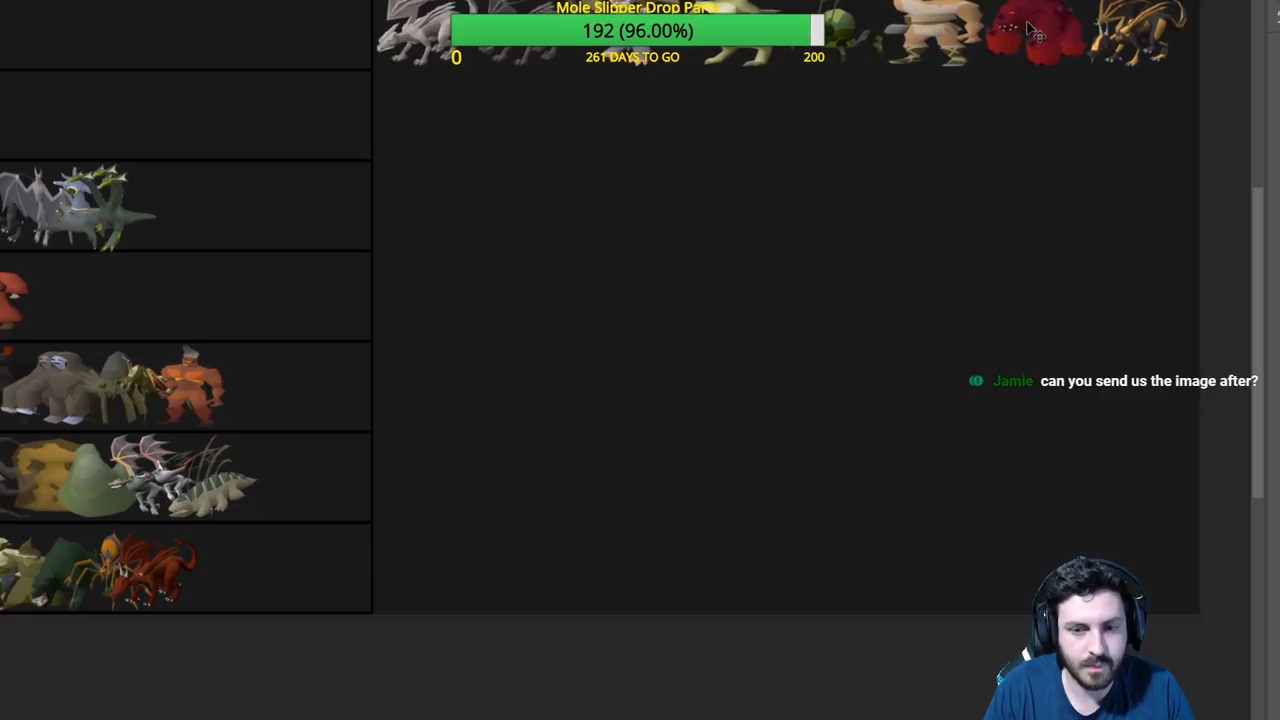 Mole Slipper Drop Party
192 (96.00%)
0
261 DAYS TO GO
200
Jamie can you send us the image after?